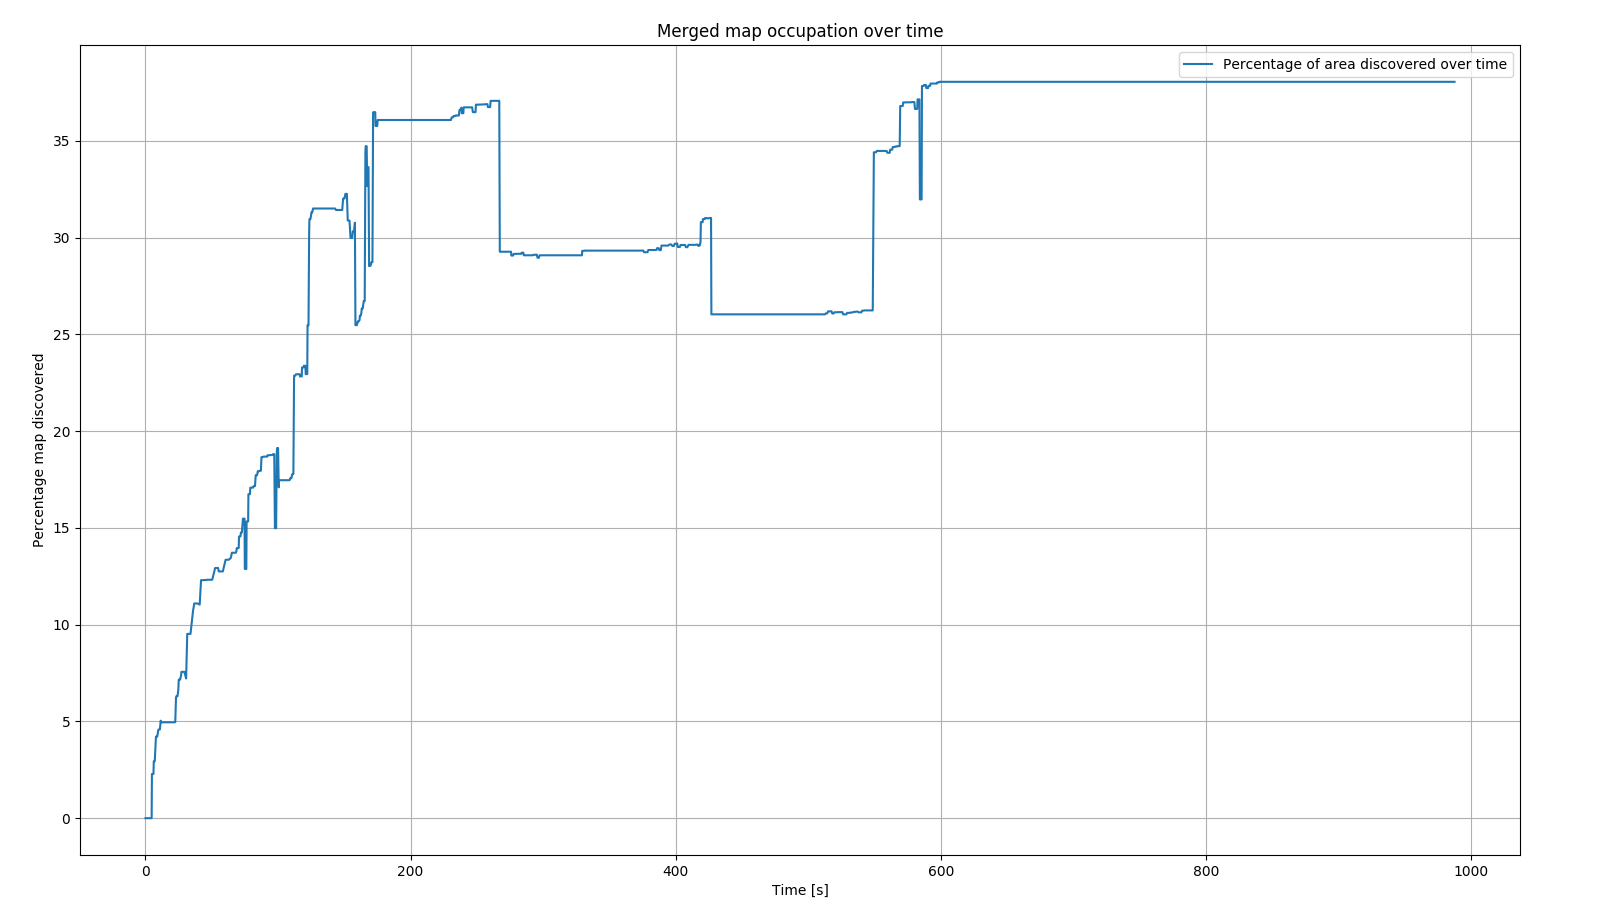 Merged map occupation over time
Percentage of area discovered over time
35
30
25
20
15
10
5
0
Percentage map discovered
0 200 400 600 800 1000
Time [s]